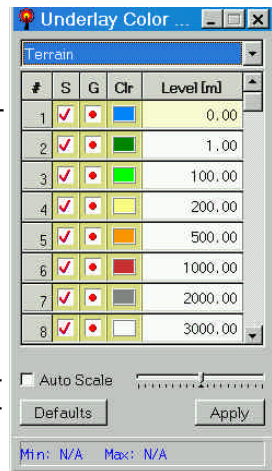 Underlay Color ...
Terrain
# S G Clr Level [m]
1 0.00
2 1.00
3 100.00
4 200.00
5 500.00
6 1000.00
7 2000.00
8 3000.00
Auto Scale
Defaults Apply
Min: N/A Max: N/A